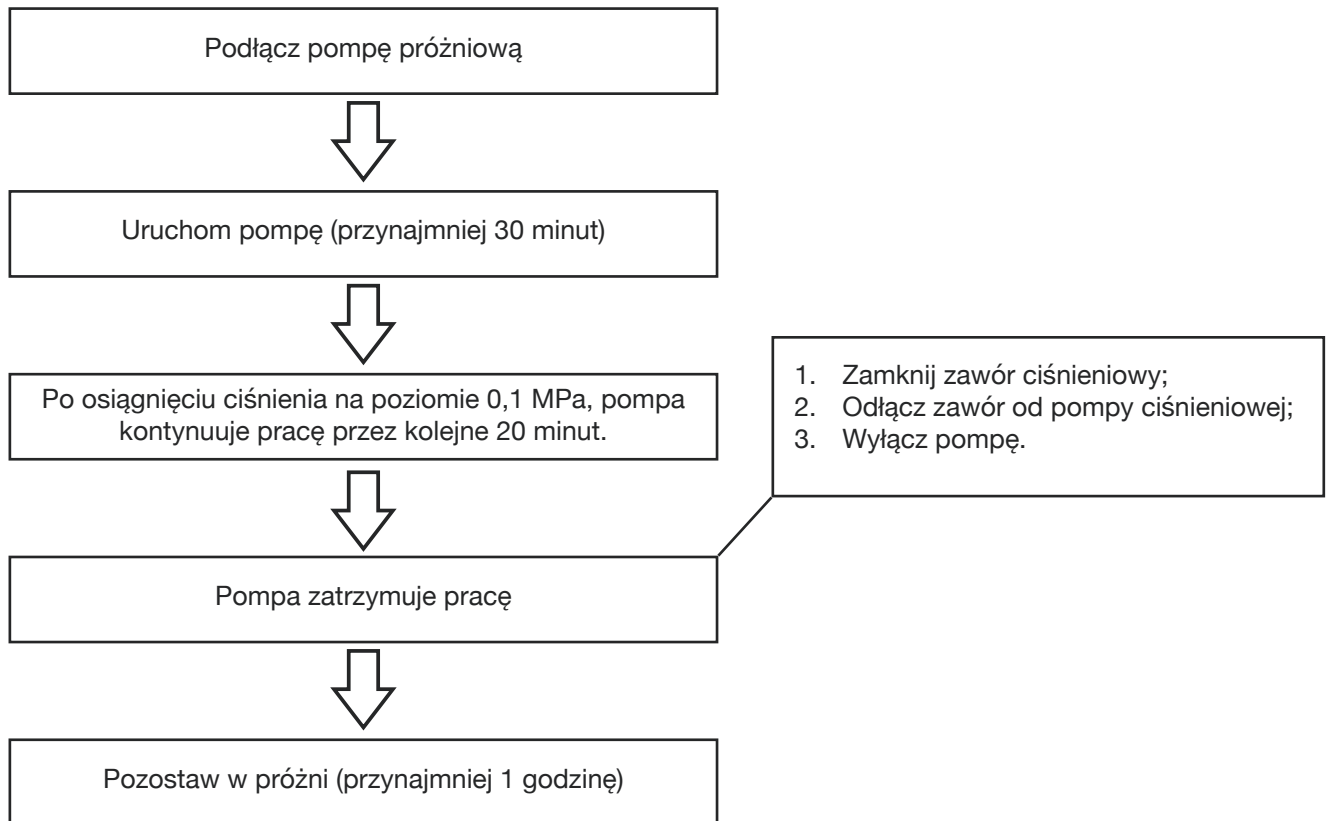 Podłącz pompę próżniową
Uruchom pompę (przynajmniej 30 minut)
Po osiągnięciu ciśnienia na poziomie 0,1 MPa, pompa
kontynuuje pracę przez kolejne 20 minut.
1. Zamknij zawór ciśnieniowy;
2. Odłącz zawór od pompy ciśnieniowej;
3. Wyłącz pompę.
Pompa zatrzymuje pracę
Pozostaw w próżni (przynajmniej 1 godzinę)